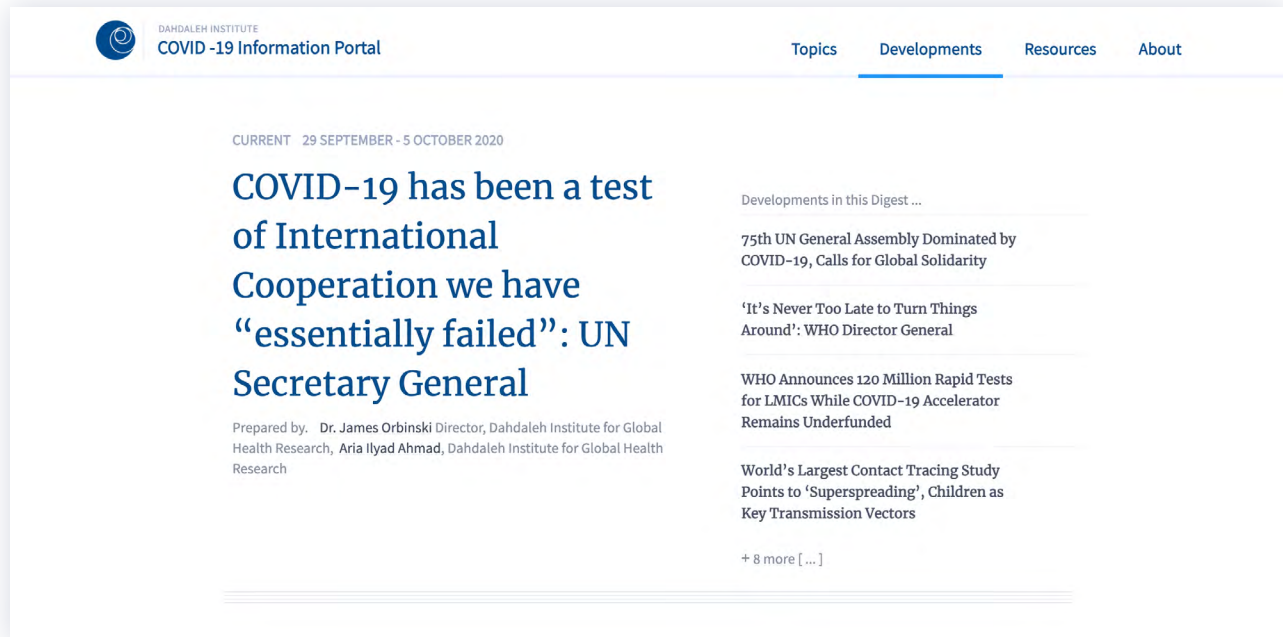 DAHDALEH INSTITUTE
COVID -19 Information Portal
Topics
Developments
Resources
About
CURRENT 29 SEPTEMBER - 5 OCTOBER 2020
COVID-19 has been a test
of International
Cooperation we have
“essentially failed”: UN
Secretary General
Prepared by. Dr. James Orbinski Director, Dahdaleh Institute for Global
Health Research, Aria Ilyad Ahmad, Dahdaleh Institute for Global Health
Research
Developments in this Digest ...
75th UN General Assembly Dominated by
COVID-19, Calls for Global Solidarity
‘It’s Never Too Late to Turn Things
Around’: WHO Director General
WHO Announces 120 Million Rapid Tests
for LMICs While COVID-19 Accelerator
Remains Underfunded
World’s Largest Contact Tracing Study
Points to ‘Superspreading’, Children as
Key Transmission Vectors
+ 8 more [ ... ]